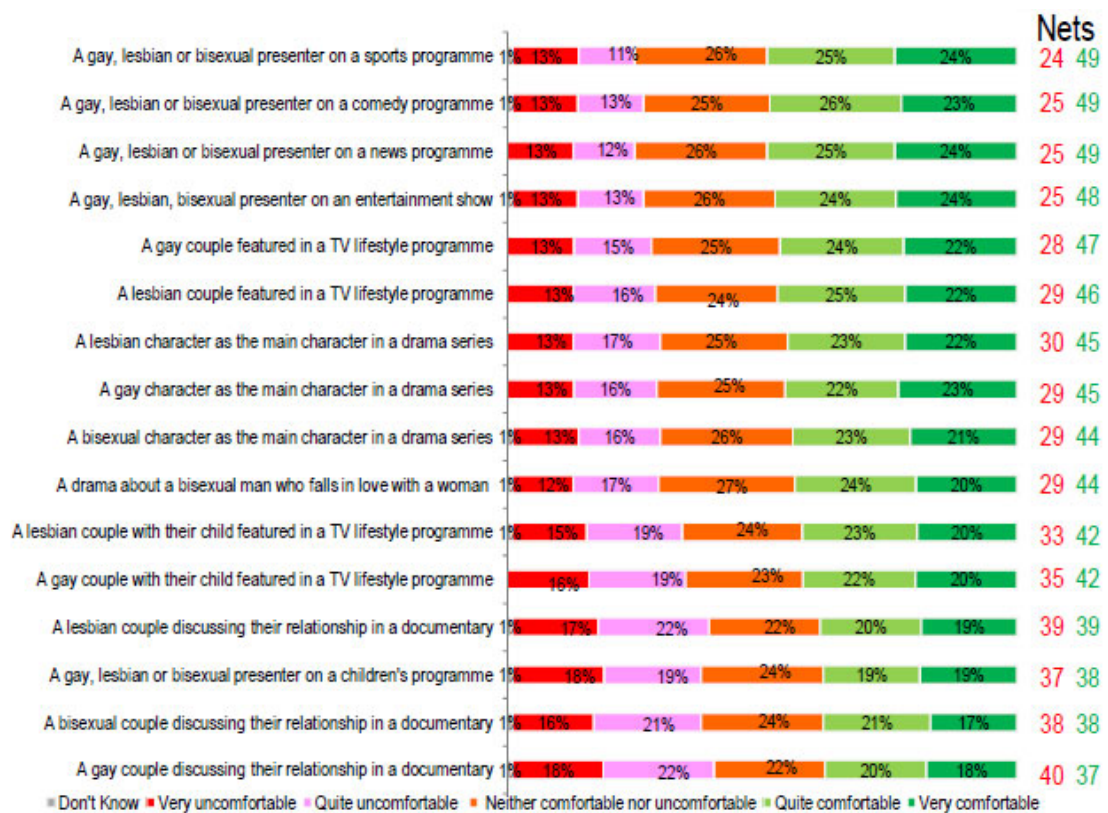 Nets
A gay, lesbian or bisexual presenter on a sports programme 1% 13% 11% 26% 25% 24% 24 49
A gay, lesbian or bisexual presenter on a comedy programme 1% 13% 13% 25% 26% 23% 25 49
A gay, lesbian or bisexual presenter on a news programme 13% 12% 26% 25% 24% 25 49
A gay, lesbian, bisexual presenter on an entertainment show 1% 13% 13% 26% 24% 24% 25 48
A gay couple featured in a TV lifestyle programme 13% 15% 25% 24% 22% 28 47
A lesbian couple featured in a TV lifestyle programme 13% 16% 24% 25% 22% 29 46
A lesbian character as the main character in a drama series 13% 17% 25% 23% 22% 30 45
A gay character as the main character in a drama series 13% 16% 25% 22% 23% 29 45
A bisexual character as the main character in a drama series 1% 13% 16% 26% 23% 21% 29 44
A drama about a bisexual man who falls in love with a woman 1% 12% 17% 27% 24% 20% 29 44
A lesbian couple with their child featured in a TV lifestyle programme 1% 15% 19% 24% 23% 20% 33 42
A gay couple with their child featured in a TV lifestyle programme 16% 19% 23% 22% 20% 35 42
A lesbian couple discussing their relationship in a documentary 1% 17% 22% 22% 20% 19% 39 39
A gay, lesbian or bisexual presenter on a children's programme 1% 18% 19% 24% 19% 19% 37 38
A bisexual couple discussing their relationship in a documentary 1% 16% 21% 24% 21% 17% 38 38
A gay couple discussing their relationship in a documentary 1% 18% 22% 22% 20% 18% 40 37
Don't Know Very uncomfortable Quite uncomfortable Neither comfortable nor uncomfortable Quite comfortable Very comfortable